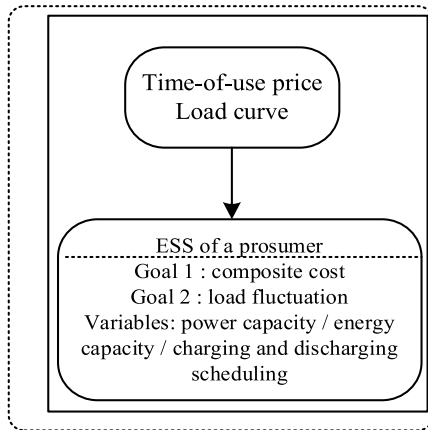 Time-of-use price
Load curve
ESS of a prosumer
Goal 1 : composite cost
Goal 2 : load fluctuation
Variables: power capacity / energy
capacity / charging and discharging
scheduling